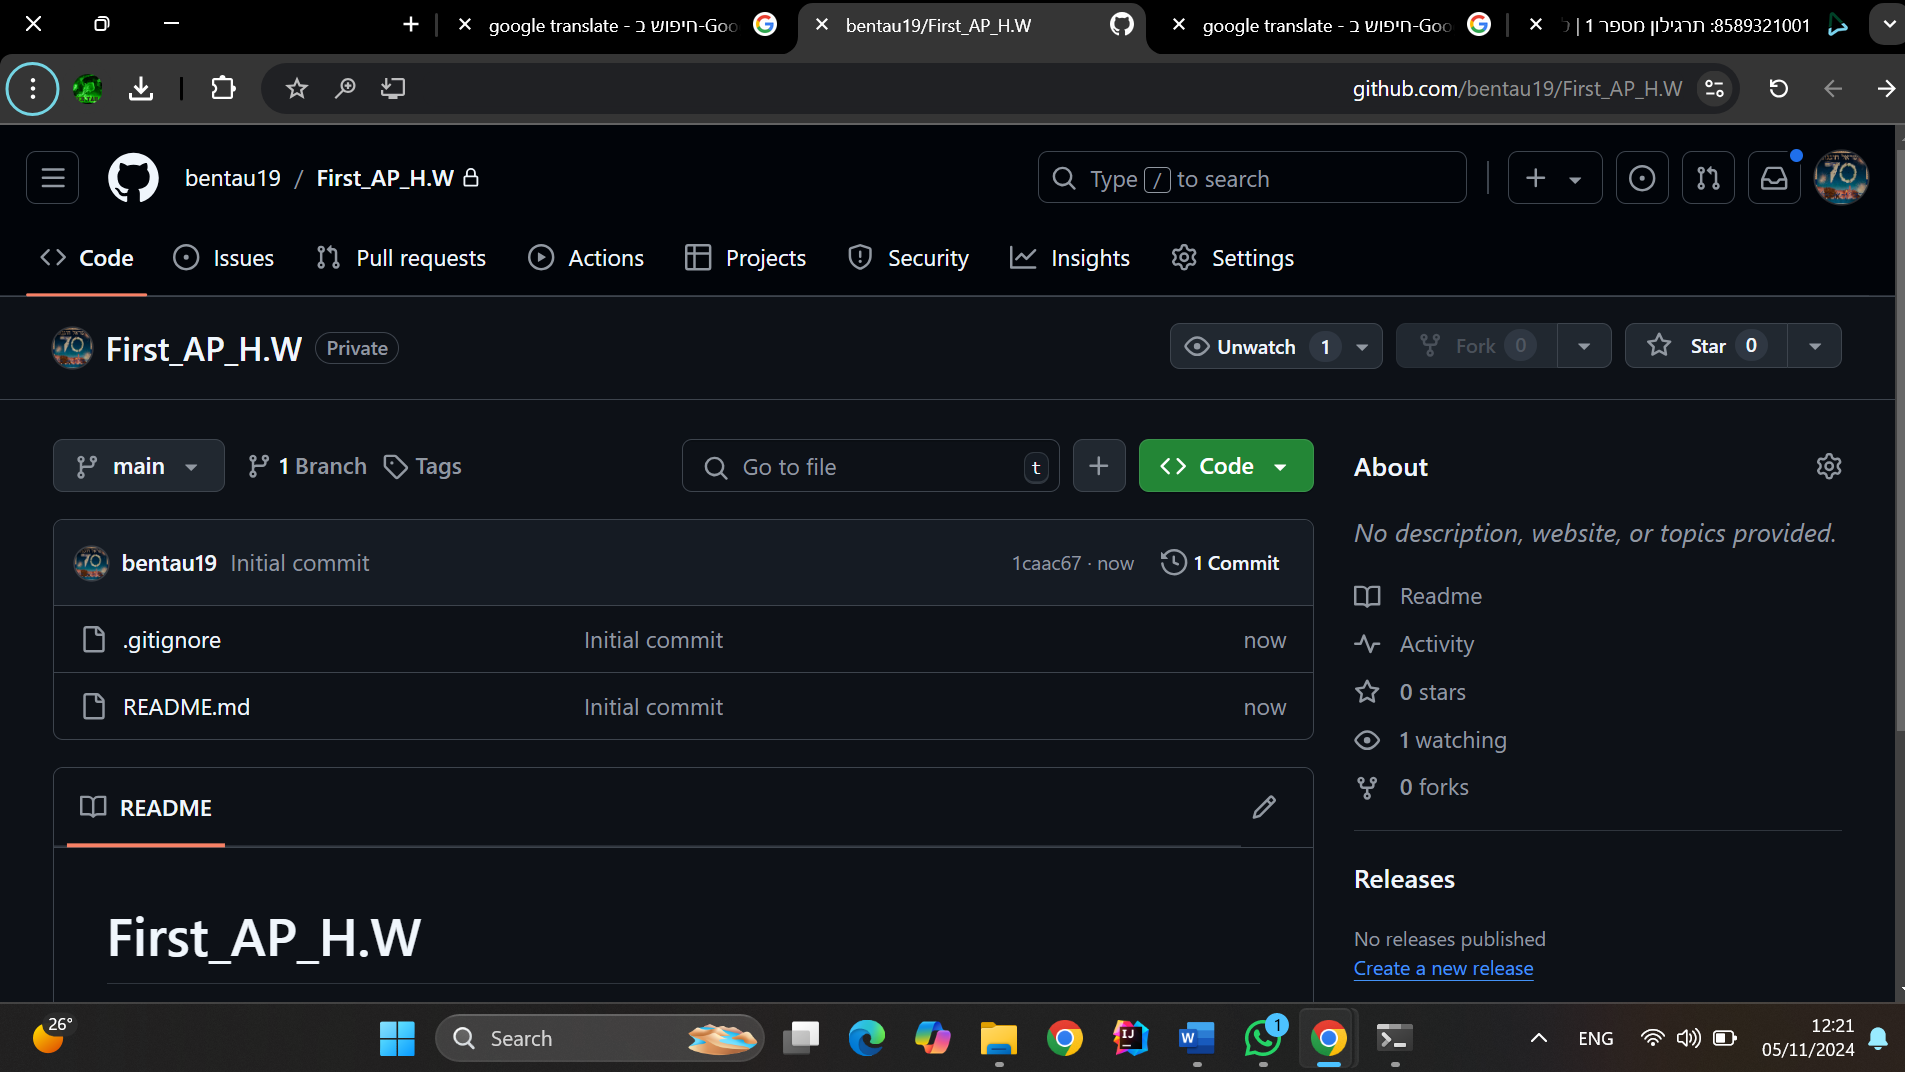 google translate - חיפוש ב-Goo
bentau19/First_AP_H.W
google translate - חיפוש ב-Goo
8589321001: תרגילון מספר 1 |
github.com/bentau19/First_AP_H.W
bentau19 / First_AP_H.W
Type / to search
Code Issues Pull requests Actions Projects Security Insights Settings
First_AP_H.W Private
Unwatch 1 Fork 0 Star 0
main 1 Branch Tags
Go to file t
Code
About
No description, website, or topics provided.
bentau19 Initial commit 1caac67 · now 1 Commit
.gitignore Initial commit now
README.md Initial commit now
Readme
Activity
0 stars
1 watching
0 forks
README
First_AP_H.W
Releases
No releases published
Create a new release
26°
Search
1
ENG
12:21
05/11/2024